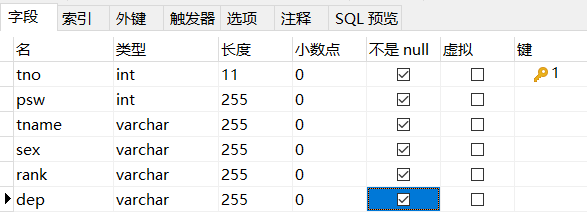 字段 索引 外键 触发器 选项 注释 SQL 预览
名 类型 长度 小数点 不是 null 虚拟 键
tno int 11 0 1
psw int 255 0
tname varchar 255 0
sex varchar 255 0
rank varchar 255 0
dep varchar 255 0